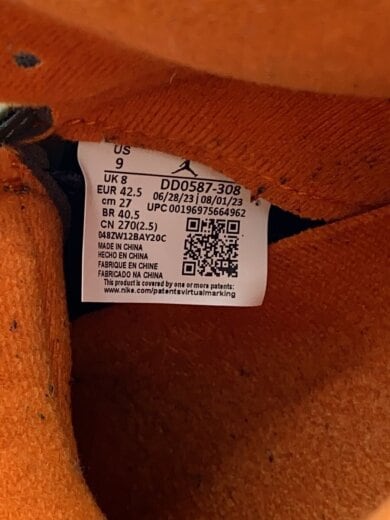 US
9
UK 8
EUR 42.5
cm 27
BR 40.5
CN 270(2.5)
048ZW12BAY20C
DD0587-308
06/28/23 | 08/01/23
UPC 00196975664962
MADE IN CHINA
HECHO EN CHINA
FABRIQUE EN CHINE
FABRICADO NA CHINA
This product is covered by one or more patents:
www.nike.com/patentsvirtualmarking